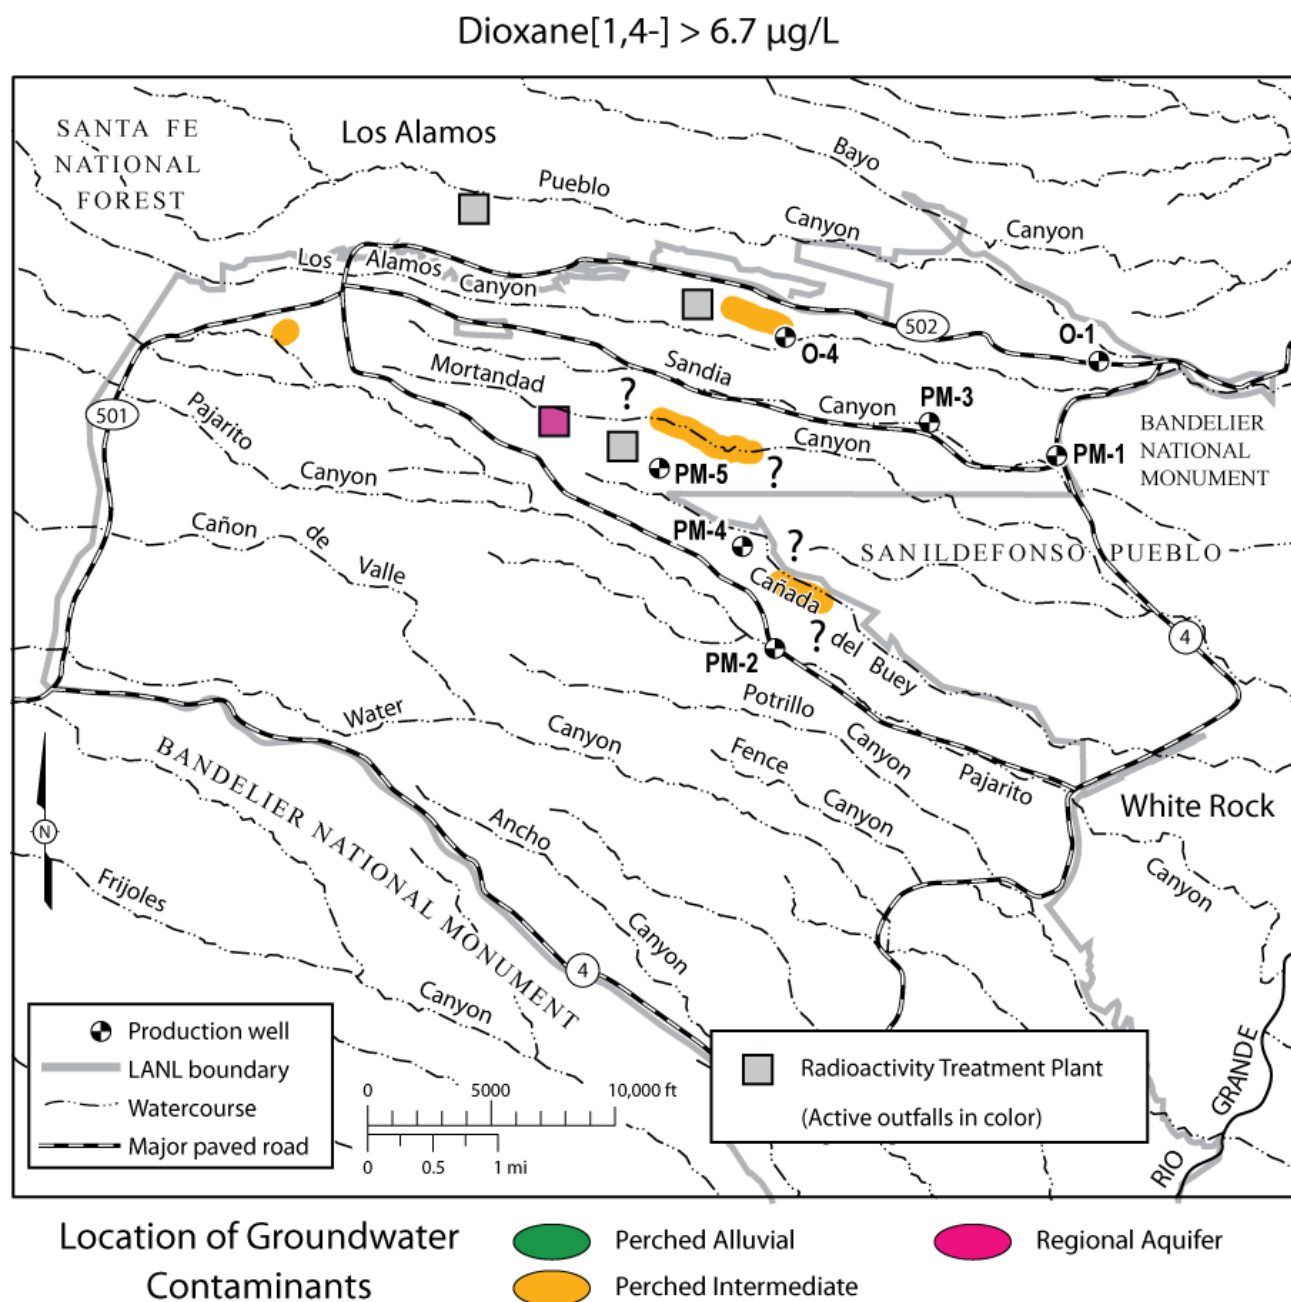 Dioxane[1,4-] > 6.7 µg/L
SANTA FE
NATIONAL
FOREST
Los Alamos
Bayo
Pueblo
Canyon
Canyon
Los Alamos
Canyon
502
O-1
O-4
Sandia
Mortandad
?
Canyon
PM-3
501
Pajarito
BANDELIER
NATIONAL
MONUMENT
Canyon
PM-1
Canyon
PM-5
?
Cañon de Valle
PM-4
?
SANILDEFONSO PUEBLO
Cañada del Buey
?
4
PM-2
Potrillo
Water
Canyon
Canyon
Fence
Pajarito
Canyon
White Rock
BANDELIER NATIONAL MONUMENT
N
Ancho
Frijoles
Canyon
Canyon
4
Canyon
RIO GRANDE
Production well
LANL boundary
Watercourse
Major paved road
0 5000 10,000 ft
0 0.5 1 mi
Radioactivity Treatment Plant
(Active outfalls in color)
Location of Groundwater
Contaminants
Perched Alluvial
Regional Aquifer
Perched Intermediate